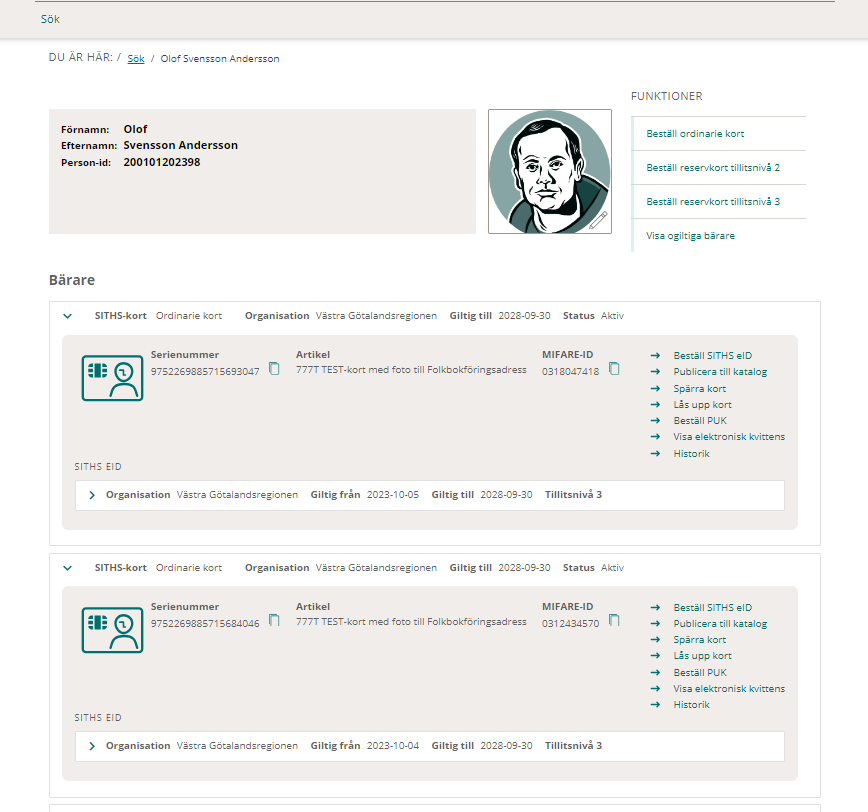 Sök
DU ÄR HÄR: / Sök / Olof Svensson Andersson
FUNKTIONER
Förnamn: Olof
Efternamn: Svensson Andersson
Person-id: 200101202398
Beställ ordinarie kort
Beställ reservkort tillitsnivå 2
Beställ reservkort tillitsnivå 3
Visa ogiltiga bärare
Bärare
SITHS-kort Ordinarie kort Organisation Västra Götalandsregionen Giltig till 2028-09-30 Status Aktiv
Serienummer Artikel MIFARE-ID
9752269885715693047 777T TEST-kort med foto till Folkbokföringsadress 0318047418
Beställ SITHS eID
Publicera till katalog
Spärra kort
Lås upp kort
Beställ PUK
Visa elektronisk kvittens
Historik
SITHS EID
Organisation Västra Götalandsregionen Giltig från 2023-10-05 Giltig till 2028-09-30 Tillitsnivå 3
SITHS-kort Ordinarie kort Organisation Västra Götalandsregionen Giltig till 2028-09-30 Status Aktiv
Serienummer Artikel MIFARE-ID
9752269885715684046 777T TEST-kort med foto till Folkbokföringsadress 0312434570
Beställ SITHS eID
Publicera till katalog
Spärra kort
Lås upp kort
Beställ PUK
Visa elektronisk kvittens
Historik
SITHS EID
Organisation Västra Götalandsregionen Giltig från 2023-10-04 Giltig till 2028-09-30 Tillitsnivå 3